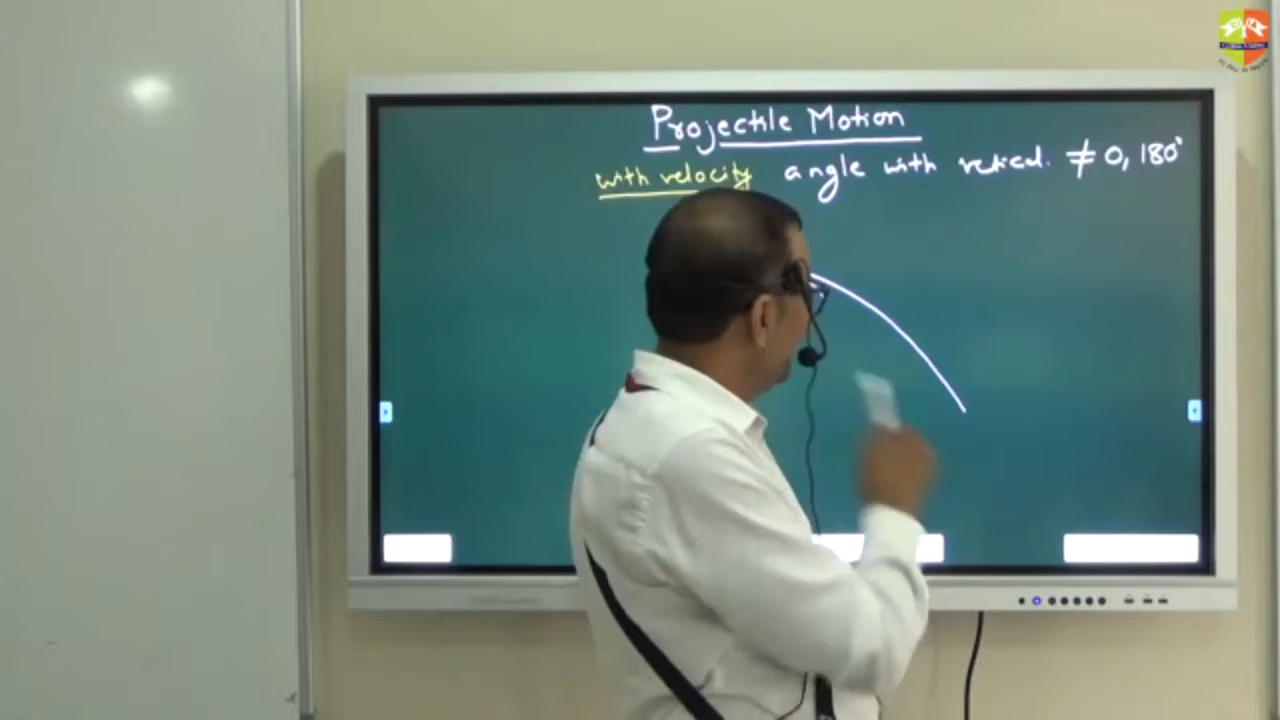 Projectile Motion
with velocity angle with vertical. ≠ 0, 180°